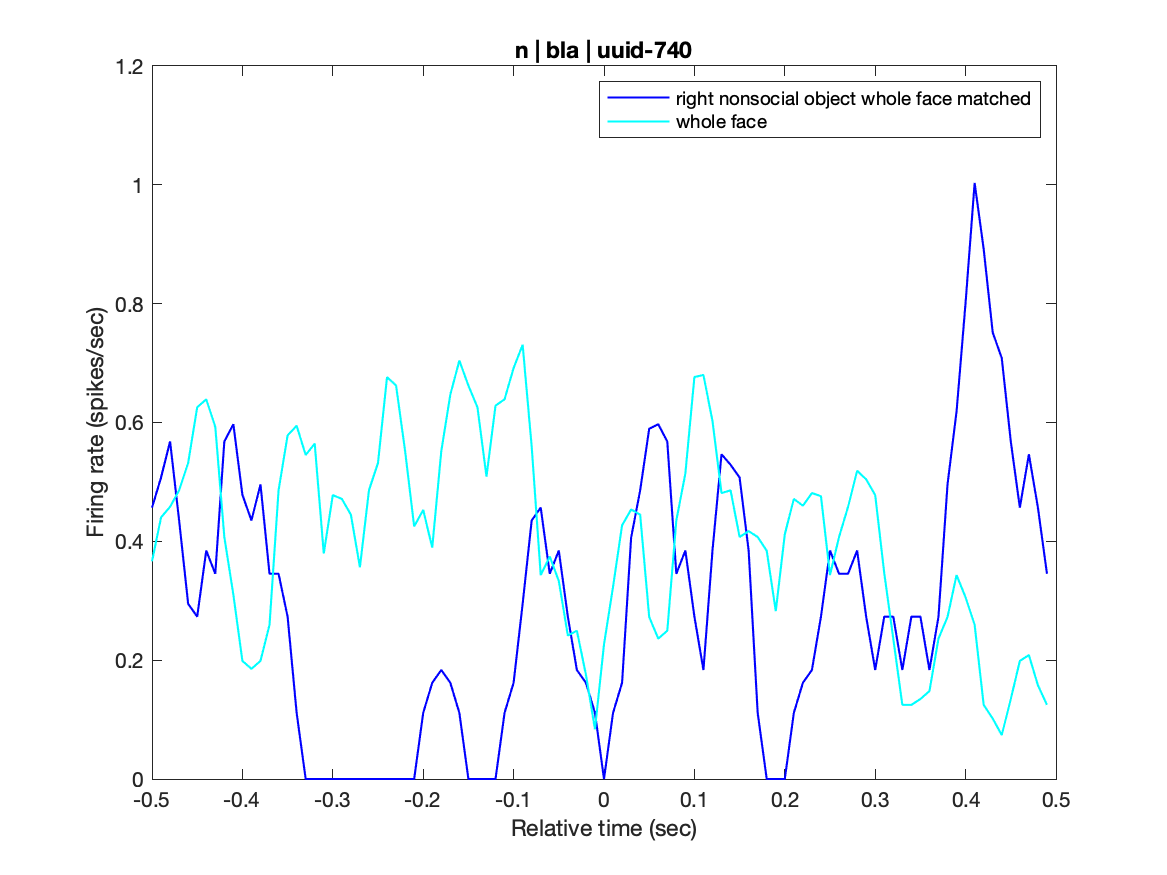 n | bla | uuid-740
right nonsocial object whole face matched
whole face
1.2
1
0.8
0.6
0.4
0.2
0
Firing rate (spikes/sec)
-0.5 -0.4 -0.3 -0.2 -0.1 0 0.1 0.2 0.3 0.4 0.5
Relative time (sec)